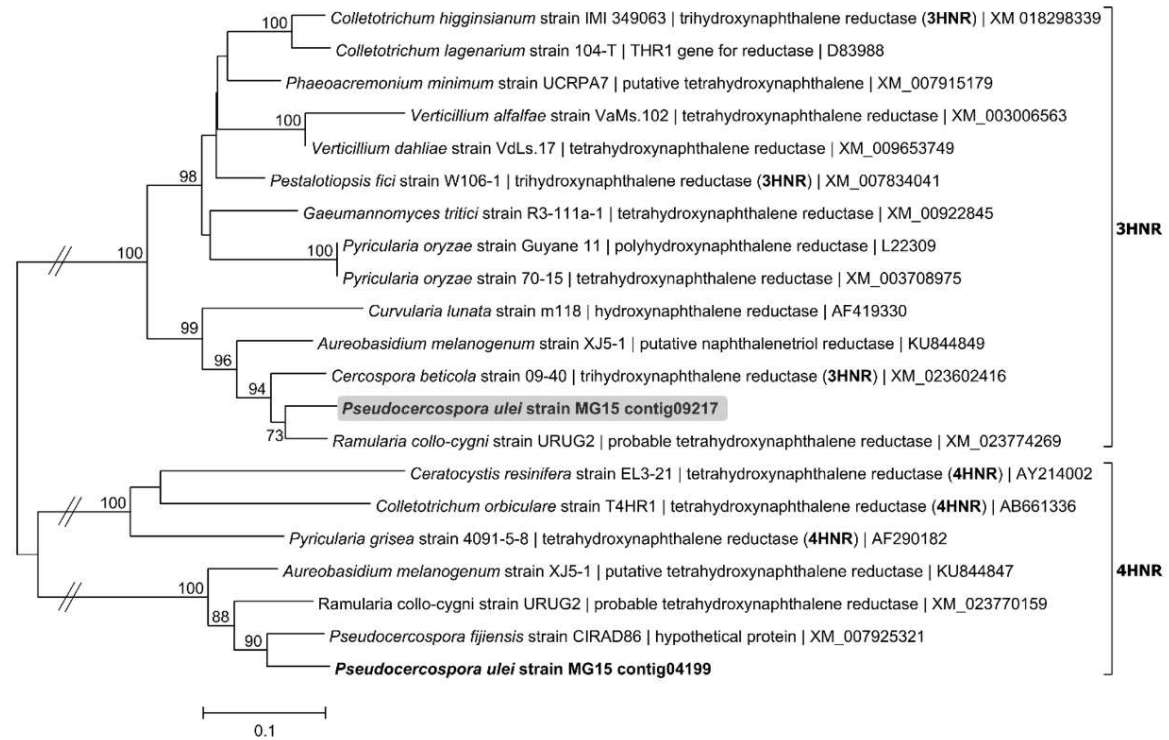 100 Colletotrichum higginsianum strain IMI 349063 | trihydroxynaphthalene reductase (3HNR) | XM 018298339
Colletotrichum lagenarium strain 104-T | THR1 gene for reductase | D83988
Phaeoacremonium minimum strain UCRPA7 | putative tetrahydroxynaphthalene | XM_007915179
Verticillium alfalfae strain VaMs.102 | tetrahydroxynaphthalene reductase | XM_003006563
100
Verticillium dahliae strain VdLs.17 | tetrahydroxynaphthalene reductase | XM_009653749
98 Pestalotiopsis fici strain W106-1 | trihydroxynaphthalene reductase (3HNR) | XM_007834041
Gaeumannomyces tritici strain R3-111a-1 | tetrahydroxynaphthalene reductase | XM_00922845
3HNR
Pyricularia oryzae strain Guyane 11 | polyhydroxynaphthalene reductase | L22309
100 100
Pyricularia oryzae strain 70-15 | tetrahydroxynaphthalene reductase | XM_003708975
Curvularia lunata strain m118 | hydroxynaphthalene reductase | AF419330
99
Aureobasidium melanogenum strain XJ5-1 | putative naphthalenetriol reductase | KU844849
96
Cercospora beticola strain 09-40 | trihydroxynaphthalene reductase (3HNR) | XM_023602416
94
Pseudocercospora ulei strain MG15 contig09217
73 Ramularia collo-cygni strain URUG2 | probable tetrahydroxynaphthalene reductase | XM_023774269
Ceratocystis resinifera strain EL3-21 | tetrahydroxynaphthalene reductase (4HNR) | AY214002
100 Colletotrichum orbiculare strain T4HR1 | tetrahydroxynaphthalene reductase (4HNR) | AB661336
Pyricularia grisea strain 4091-5-8 | tetrahydroxynaphthalene reductase (4HNR) | AF290182
Aureobasidium melanogenum strain XJ5-1 | putative tetrahydroxynaphthalene reductase | KU844847
4HNR
100
Ramularia collo-cygni strain URUG2 | probable tetrahydroxynaphthalene reductase | XM_023770159
88
Pseudocercospora fijiensis strain CIRAD86 | hypothetical protein | XM_007925321
90
Pseudocercospora ulei strain MG15 contig04199
0.1